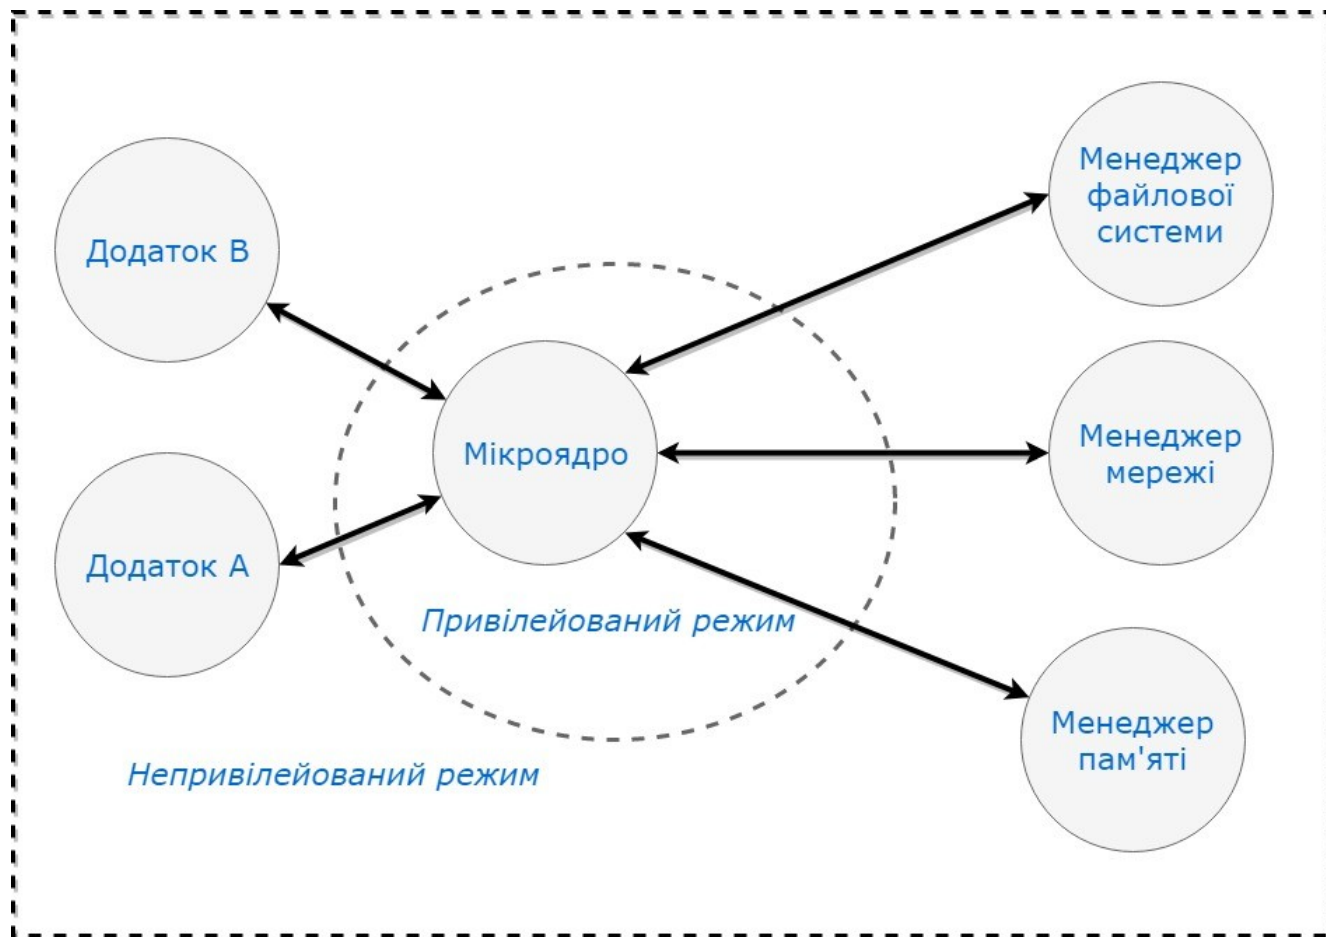 Додаток B
Додаток A
Мікроядро
Привілейований режим
Непривілейований режим
Менеджер
файлової
системи
Менеджер
мережі
Менеджер
пам'яті